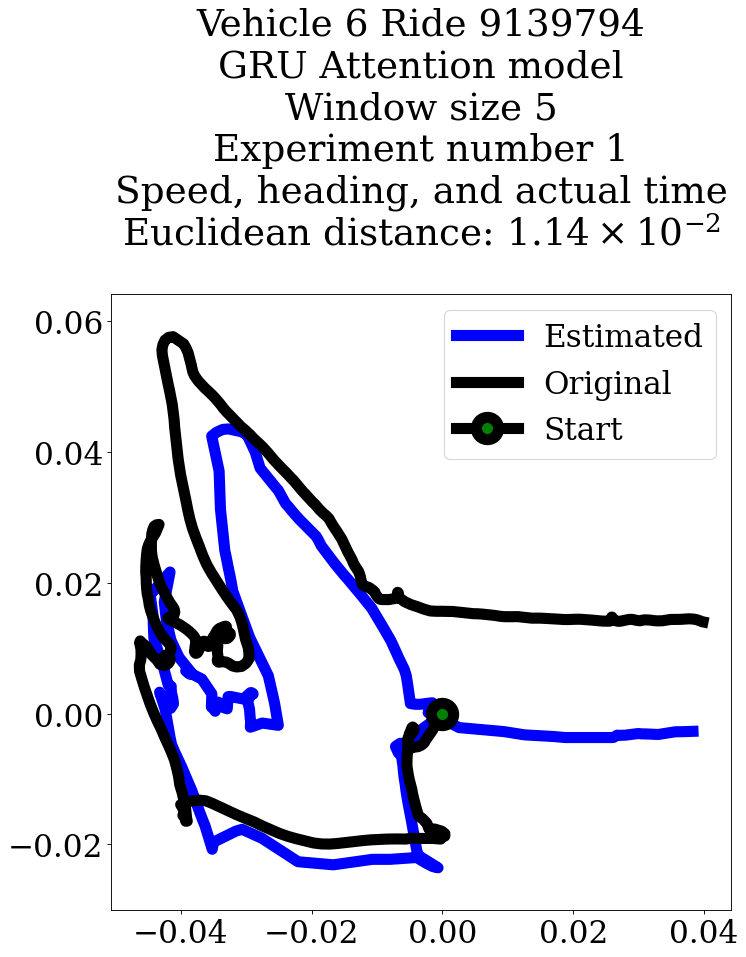 Vehicle 6 Ride 9139794
GRU Attention model
Window size 5
Experiment number 1
Speed, heading, and actual time
Euclidean distance: 1.14 × 10⁻²
Estimated
Original
Start
0.06
0.04
0.02
0.00
−0.02
−0.04
−0.02
0.00
0.02
0.04